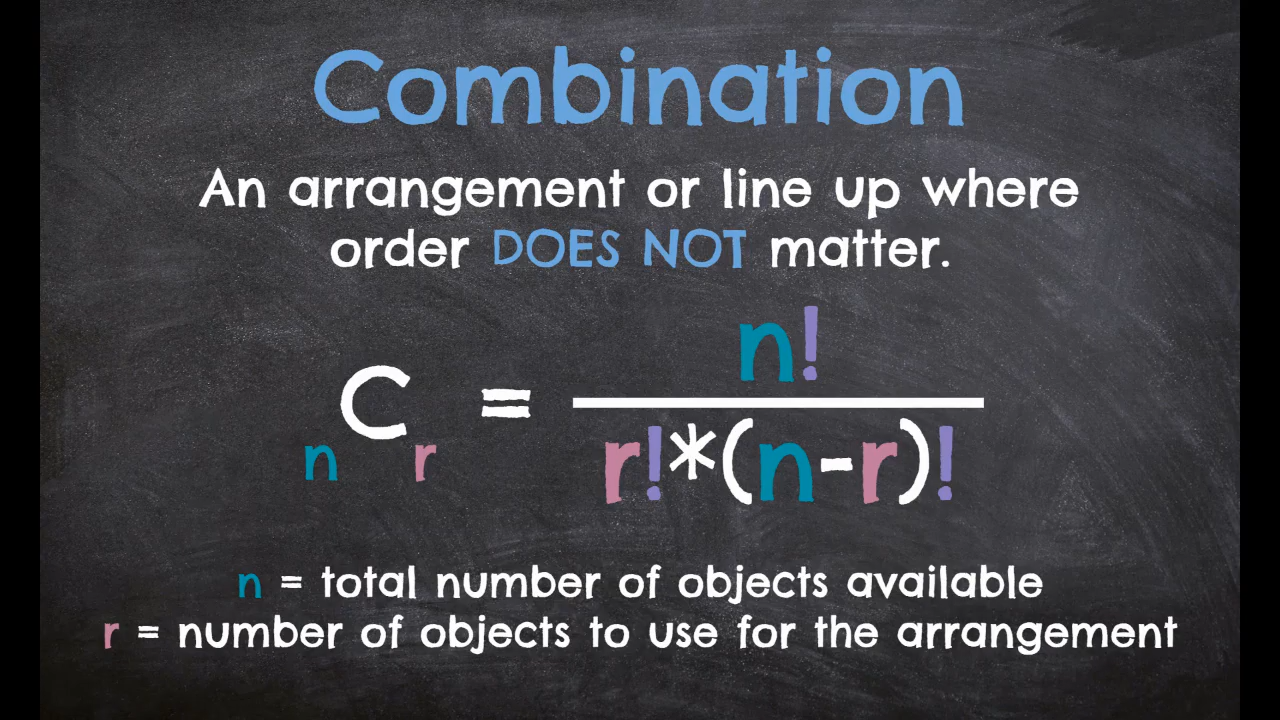 Combination
An arrangement or line up where
order DOES NOT matter.
nCr = n!
r!*(n-r)!
n = total number of objects available
r = number of objects to use for the arrangement